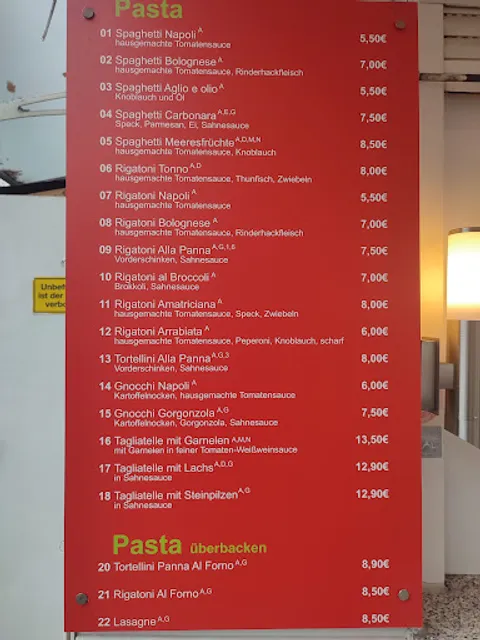 Pasta
01 Spaghetti Napoli A 5,50€
hausgemachte Tomatensauce
02 Spaghetti Bolognese A 7,00€
hausgemachte Tomatensauce, Rinderhackfleisch
03 Spaghetti Aglio e olio A 5,50€
Knoblauch und Öl
04 Spaghetti Carbonara A,E,G 7,50€
Speck, Parmesan, Ei, Sahnesauce
05 Spaghetti Meeresfrüchte A,D,M,N 8,50€
hausgemachte Tomatensauce, Knoblauch
06 Rigatoni Tonno A,D 8,00€
hausgemachte Tomatensauce, Thunfisch, Zwiebeln
07 Rigatoni Napoli A 5,50€
hausgemachte Tomatensauce
08 Rigatoni Bolognese A 7,00€
hausgemachte Tomatensauce, Rinderhackfleisch
09 Rigatoni Alla Panna A,G,1,6 7,50€
Vorderschinken, Sahnesauce
10 Rigatoni al Broccoli A 7,00€
Brokkoli, Sahnesauce
11 Rigatoni Amatriciana A 8,00€
hausgemachte Tomatensauce, Speck, Zwiebeln
12 Rigatoni Arrabiata A 6,00€
hausgemachte Tomatensauce, Peperoni, Knoblauch, scharf
13 Tortellini Alla Panna A,G,3 8,00€
Vorderschinken, Sahnesauce
14 Gnocchi Napoli A 6,00€
Kartoffelnocken, hausgemachte Tomatensauce
15 Gnocchi Gorgonzola A,G 7,50€
Kartoffelnocken, Gorgonzola, Sahnesauce
16 Tagliatelle mit Garnelen A,M,N 13,50€
mit Garnelen in feiner Tomaten-Weißweinsauce
17 Tagliatelle mit Lachs A,D,G 12,90€
in Sahnesauce
18 Tagliatelle mit Steinpilzen A,G 12,90€
in Sahnesauce
Pasta überbacken
20 Tortellini Panna Al Forno A,G 8,90€
21 Rigatoni Al Forno A,G 8,50€
22 Lasagne A,G 8,50€
Unbef
ist der
verbo